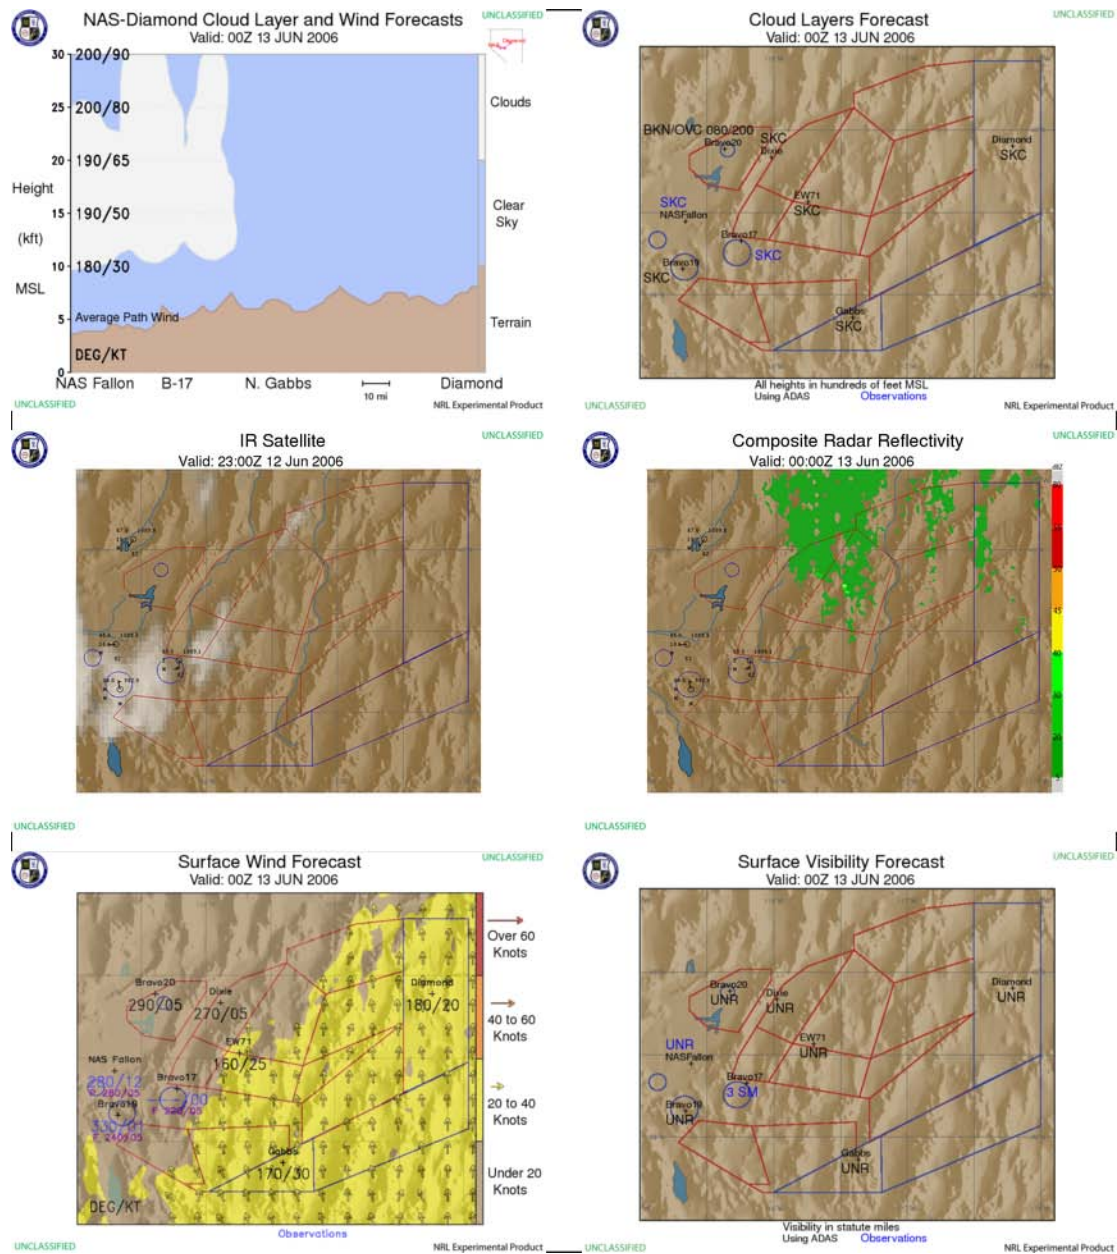 NAS-Diamond Cloud Layer and Wind Forecasts
Valid: 00Z 13 JUN 2006
UNCLASSIFIED
30
200/90
25
200/80
20
190/65
15
190/50
10
180/30
5
0
Height
(kft)
MSL
Average Path Wind
DEG/KT
Clouds
Clear
Sky
Terrain
NAS Fallon
B-17
N. Gabbs
10 mi
Diamond
UNCLASSIFIED
NRL Experimental Product
Cloud Layers Forecast
Valid: 00Z 13 JUN 2006
UNCLASSIFIED
BKN/OVC 080/200
Bravo20
SKC
Dixie
Diamond
SKC
EW71
SKC
SKC
NASFallon
Bravo17
SKC
Bravo19
SKC
Gabbs
SKC
All heights in hundreds of feet MSL
Using ADAS
Observations
UNCLASSIFIED
NRL Experimental Product
IR Satellite
Valid: 23:00Z 12 Jun 2006
UNCLASSIFIED
Composite Radar Reflectivity
Valid: 00:00Z 13 Jun 2006
UNCLASSIFIED
UNCLASSIFIED
Surface Wind Forecast
Valid: 00Z 13 JUN 2006
UNCLASSIFIED
Bravo20
290/05
Dixie
270/05
Diamond
180/20
EW71
160/25
NAS Fallon
280/12
Bravo17
Bravo19
330/01
Gabbs
170/30
DEG/KT
Over 60
Knots
40 to 60
Knots
20 to 40
Knots
Under 20
Knots
Observations
UNCLASSIFIED
NRL Experimental Product
Surface Visibility Forecast
Valid: 00Z 13 JUN 2006
UNCLASSIFIED
Bravo20
UNR
Dixie
UNR
Diamond
UNR
EW71
UNR
UNR
NASFallon
Bravo17
3 SM
Bravo19
UNR
Gabbs
UNR
Visibility in statute miles
Using ADAS
Observations
UNCLASSIFIED
NRL Experimental Product